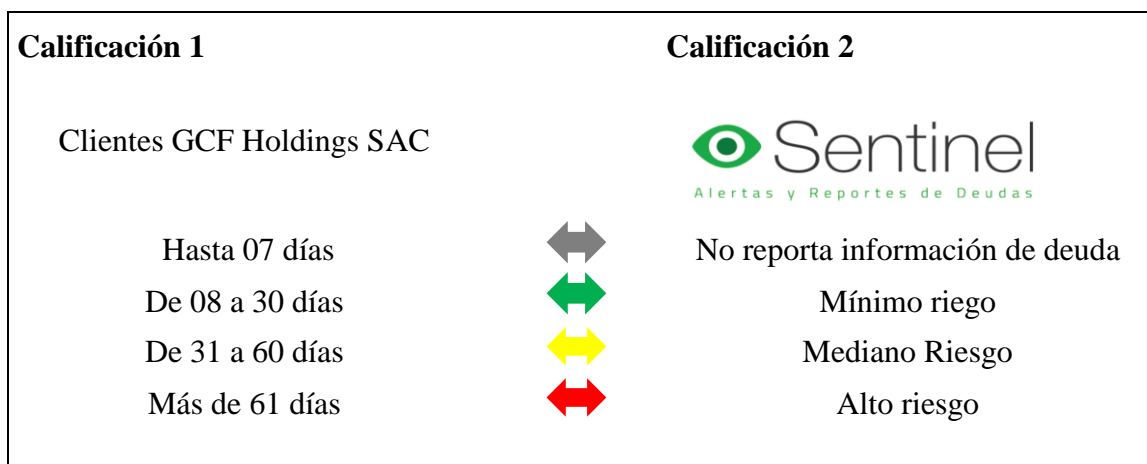 Calificación 1 Calificación 2
Clientes GCF Holdings SAC
Sentinel
Alertas y Reportes de Deudas
Hasta 07 días No reporta información de deuda
De 08 a 30 días Mínimo riego
De 31 a 60 días Mediano Riesgo
Más de 61 días Alto riesgo